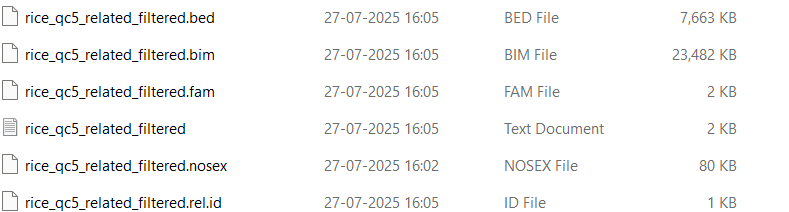 rice_qc5_related_filtered.bed 27-07-2025 16:05 BED File 7,663 KB
rice_qc5_related_filtered.bim 27-07-2025 16:05 BIM File 23,482 KB
rice_qc5_related_filtered.fam 27-07-2025 16:05 FAM File 2 KB
rice_qc5_related_filtered 27-07-2025 16:05 Text Document 2 KB
rice_qc5_related_filtered.nosex 27-07-2025 16:02 NOSEX File 80 KB
rice_qc5_related_filtered.rel.id 27-07-2025 16:05 ID File 1 KB